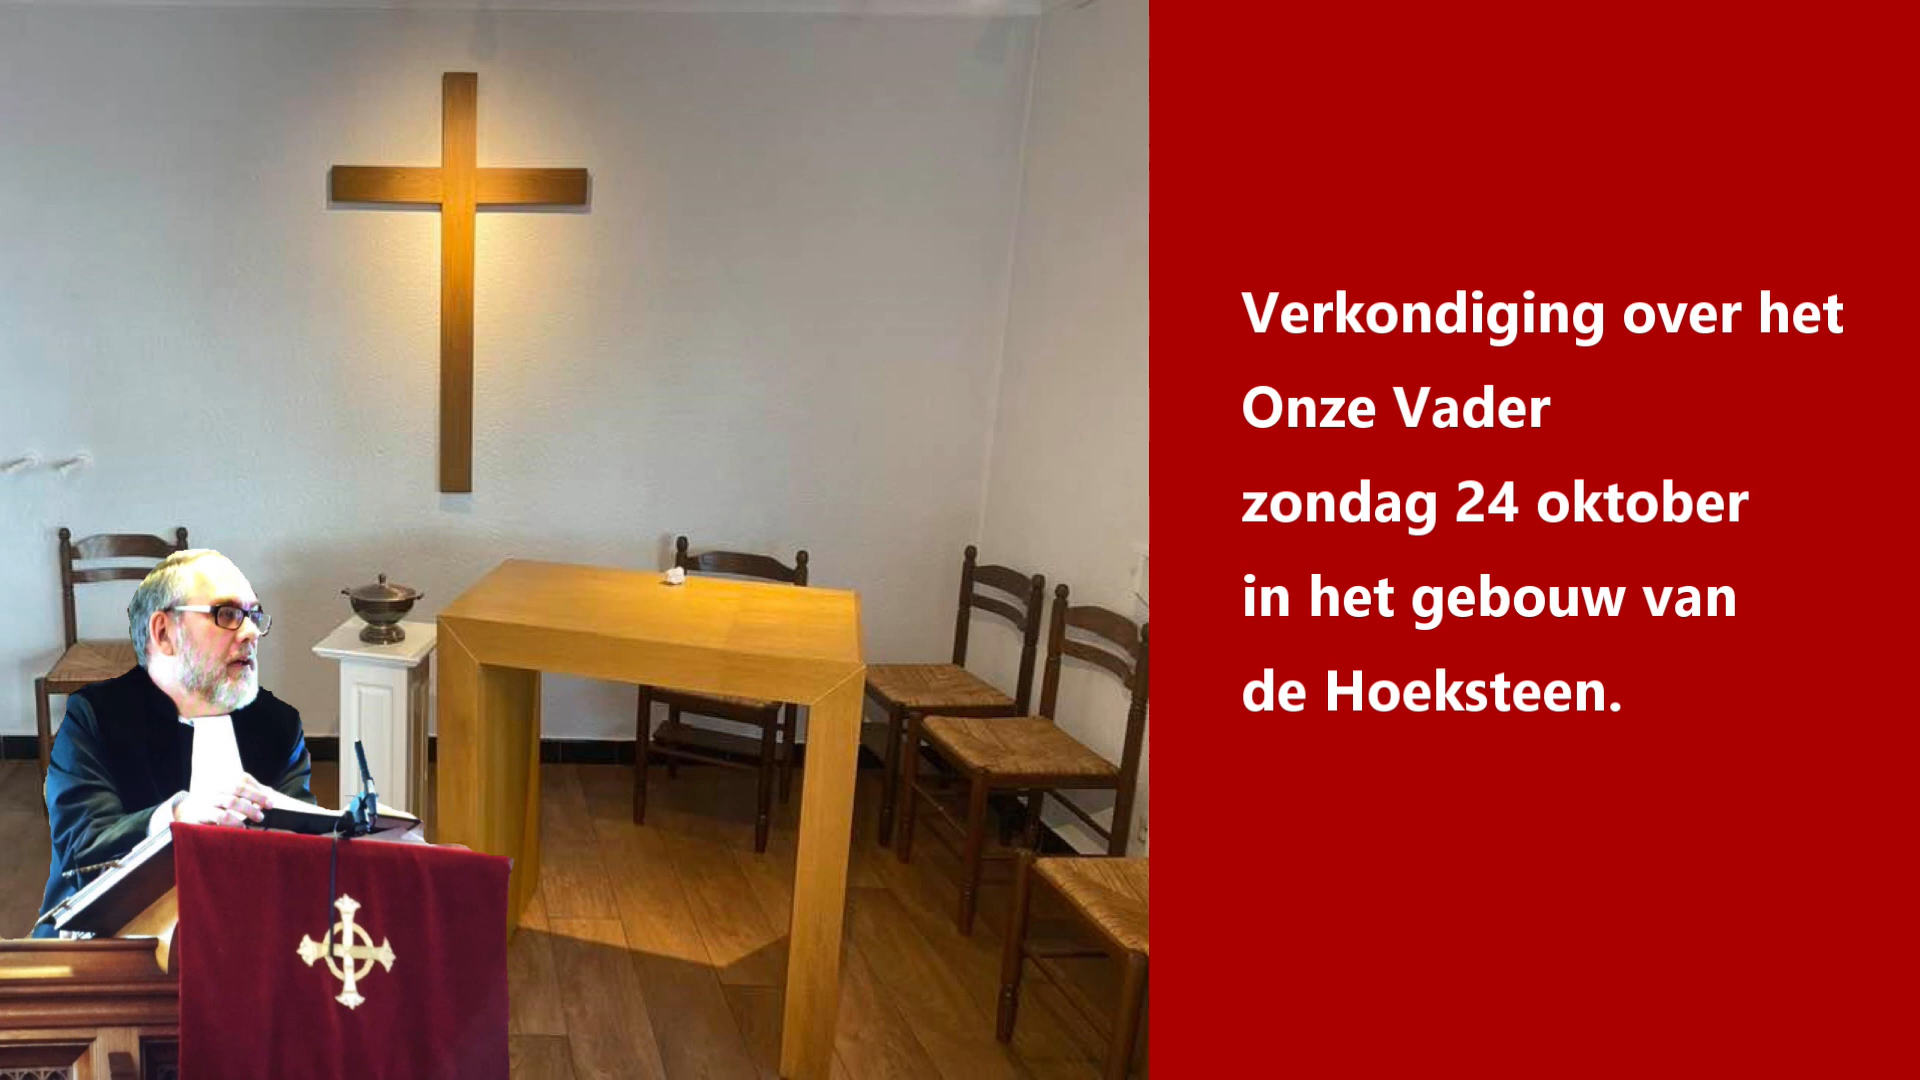 Verkondiging over het
Onze Vader
zondag 24 oktober
in het gebouw van
de Hoeksteen.